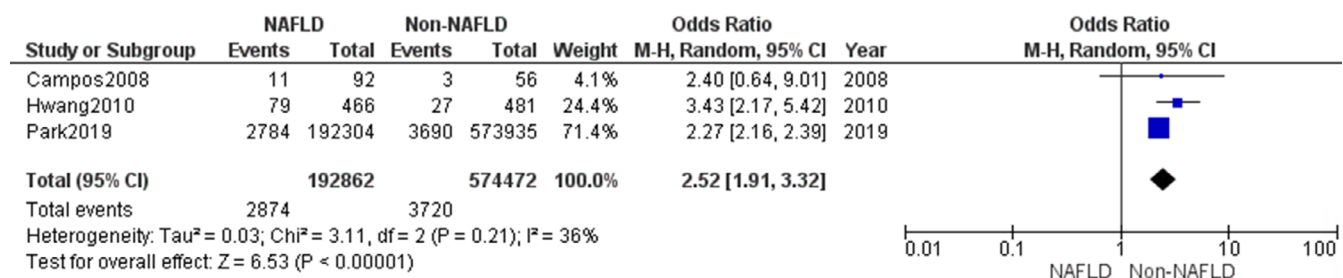 NAFLD Non-NAFLD Odds Ratio Odds Ratio
Study or Subgroup Events Total Events Total Weight M-H, Random, 95% CI Year M-H, Random, 95% CI
Campos2008 11 92 3 56 4.1% 2.40 [0.64, 9.01] 2008
Hwang2010 79 466 27 481 24.4% 3.43 [2.17, 5.42] 2010
Park2019 2784 192304 3690 573935 71.4% 2.27 [2.16, 2.39] 2019
Total (95% CI) 192862 574472 100.0% 2.52 [1.91, 3.32]
Total events 2874 3720
Heterogeneity: Tau² = 0.03; Chi² = 3.11, df = 2 (P = 0.21); I² = 36%
Test for overall effect: Z = 6.53 (P < 0.00001)
0.01 0.1 1 10 100
NAFLD Non-NAFLD